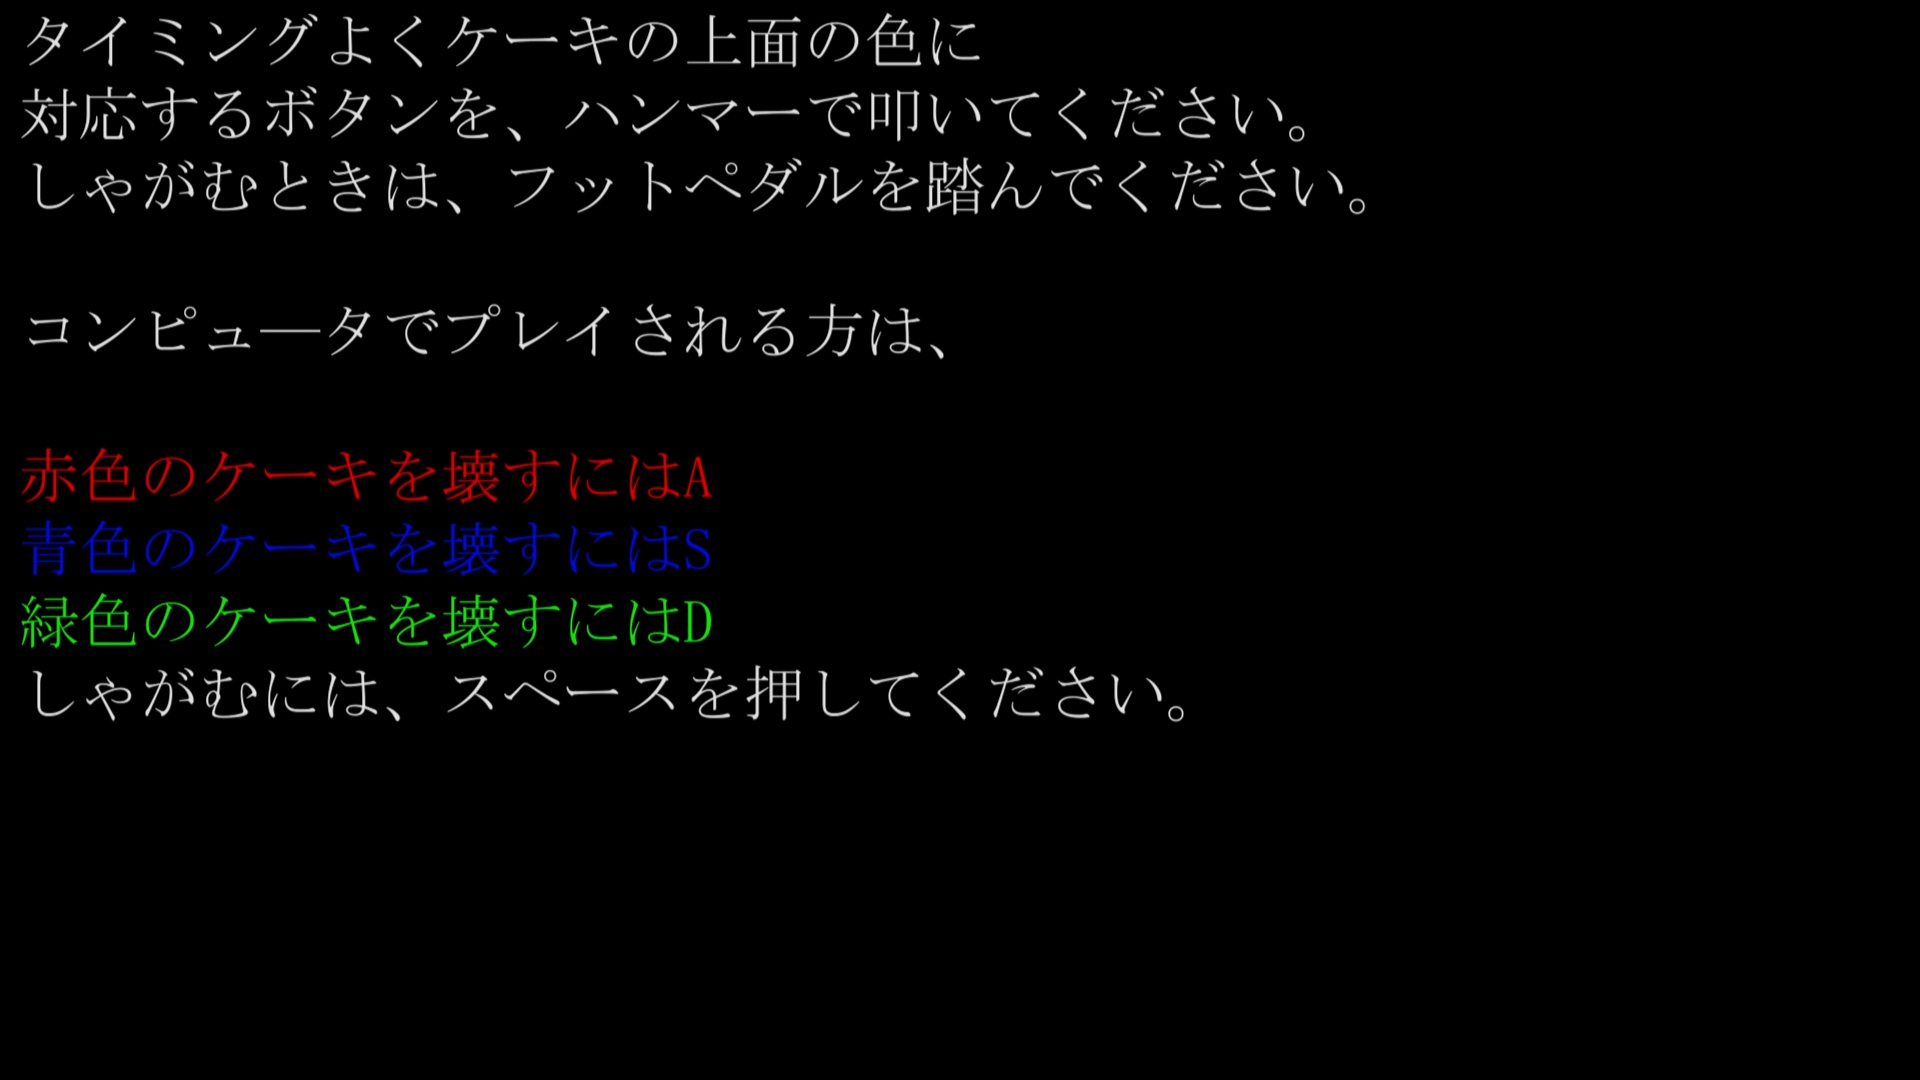 タイミングよくケーキの上面の色に
対応するボタンを、ハンマーで叩いてください。
しゃがむときは、フットペダルを踏んでください。
コンピュ―タでプレイされる方は、
赤色のケーキを壊すにはA
青色のケーキを壊すにはS
緑色のケーキを壊すにはD
しゃがむには、スペースを押してください。